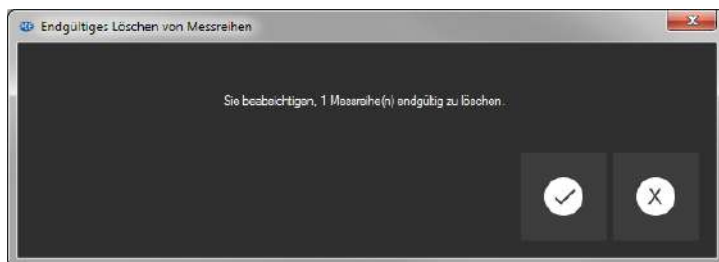 Endgültiges Löschen von Messreihen
Sie beabsichtigen, 1 Messreihe(n) endgültig zu löschen.